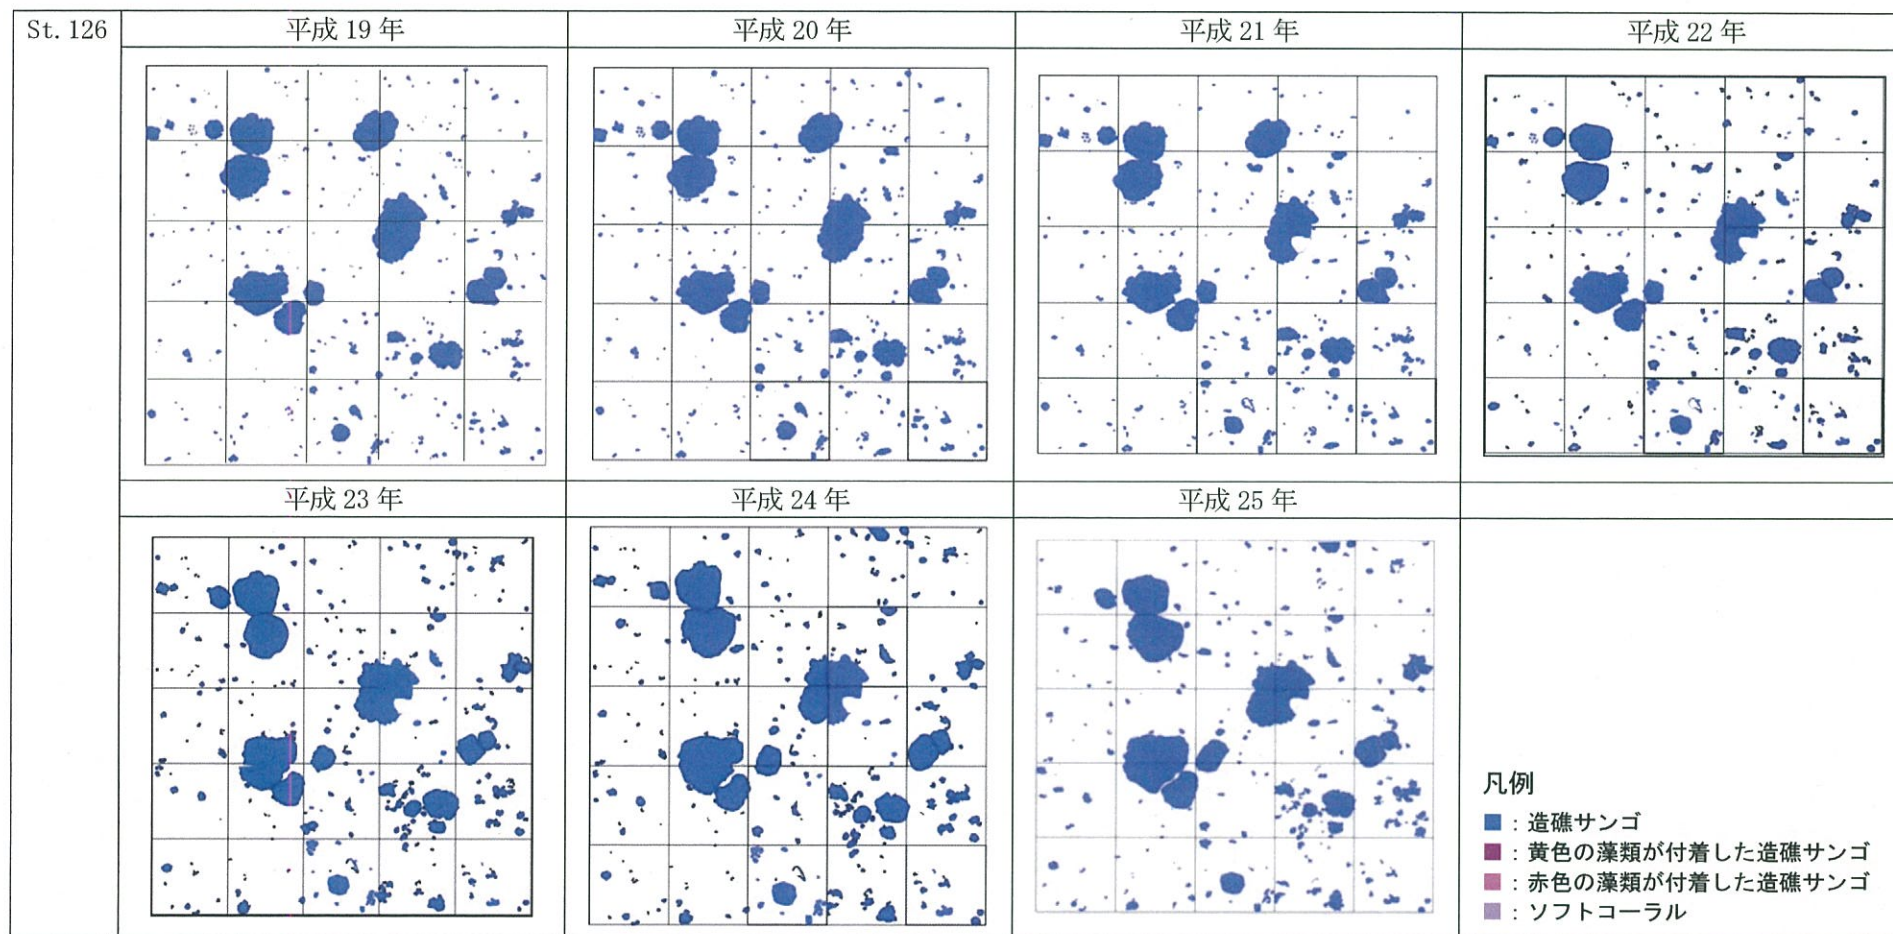 St. 126
平成 19 年
平成 20 年
平成 21 年
平成 22 年
平成 23 年
平成 24 年
平成 25 年
凡例
：造礁サンゴ
：黄色の藻類が付着した造礁サンゴ
：赤色の藻類が付着した造礁サンゴ
：ソフトコーラル